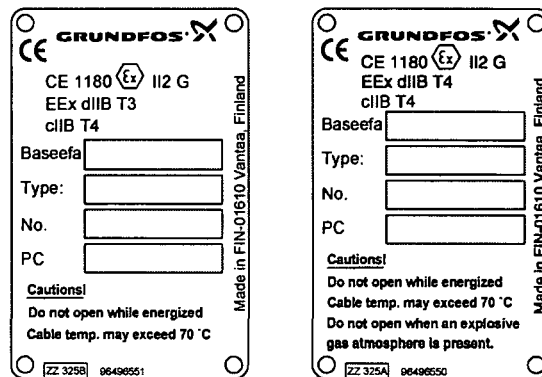 GRUNDFOS
CE
CE 1180 Ex II2 G
EEx dIIB T3
cIIB T4
Baseefa
Type:
No.
PC
Cautions!
Do not open while energized
Cable temp. may exceed 70 °C
ZZ 325B 96496551
Made in FIN-01610 Vantaa, Finland
GRUNDFOS
CE
CE 1180 Ex II2 G
EEx dIIB T4
cIIB T4
Baseefa
Type:
No.
PC
Cautions!
Do not open while energized
Cable temp. may exceed 70 °C
Do not open when an explosive
gas atmosphere is present.
ZZ 325A 96496550
Made in FIN-01610 Vantaa, Finland